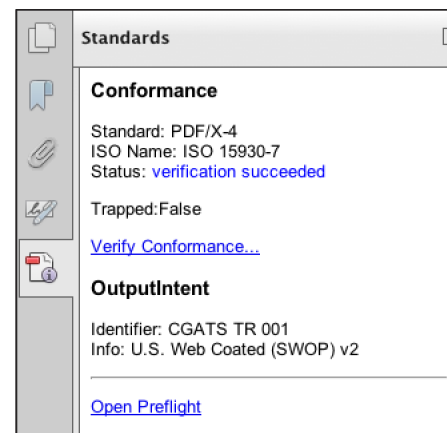 Standards
Conformance
Standard: PDF/X-4
ISO Name: ISO 15930-7
Status: verification succeeded
Trapped:False
Verify Conformance...
OutputIntent
Identifier: CGATS TR 001
Info: U.S. Web Coated (SWOP) v2
Open Preflight